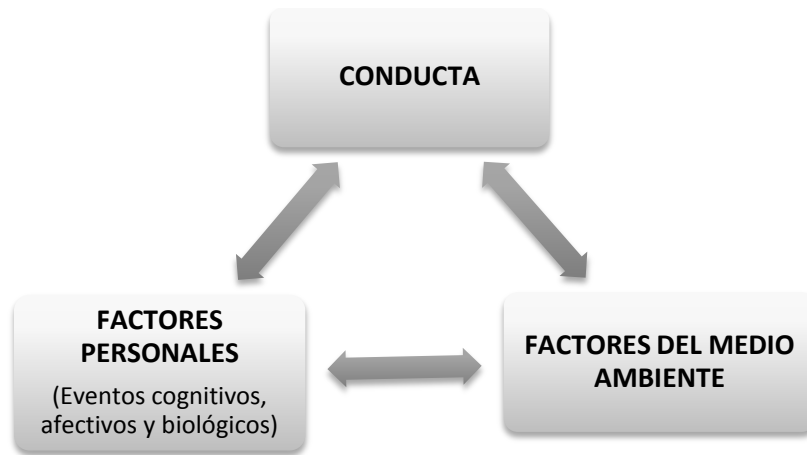 CONDUCTA
FACTORES
PERSONALES
(Eventos cognitivos,
afectivos y biológicos)
FACTORES DEL MEDIO
AMBIENTE